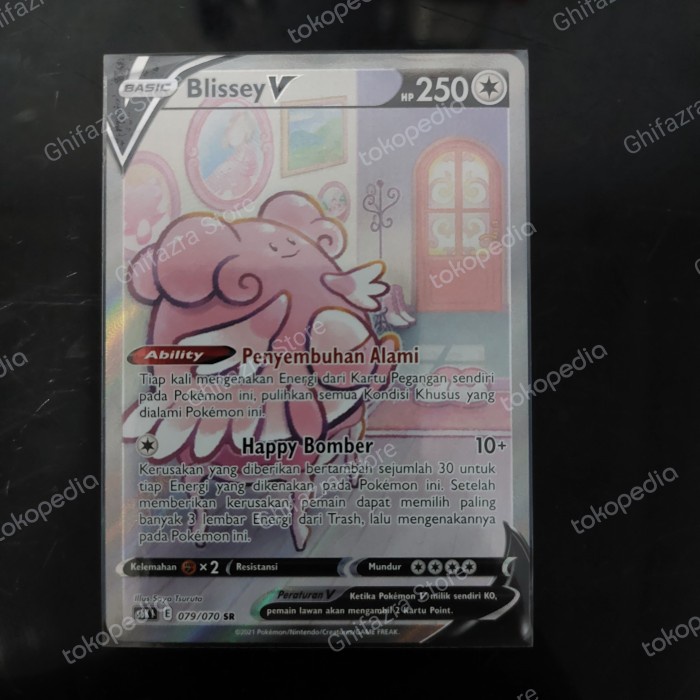 BASIC Blissey V HP 250
Ability Penyembuhan Alami
Tiap kali mengenakan Energi dari Kartu Pegangan sendiri
pada Pokémon ini, pulihkan semua Kondisi Khusus yang
dialami Pokémon ini.
Happy Bomber 10+
Kerusakan yang diberikan bertambah sejumlah 30 untuk
tiap Energi yang dikenakan pada Pokémon ini. Setelah
memberikan kerusakan, pemain dapat memilih paling
banyak 3 lembar Energi dari Trash, lalu mengenakannya
pada Pokémon ini.
Kelemahan × 2 Resistansi Mundur
Illus. Saya Tsuruta
Peraturan V Ketika Pokémon V milik sendiri KO,
pemain lawan akan mengambil 2 Kartu Point.
E 079/070 SR
©2021 Pokémon/Nintendo/Creatures/GAME FREAK.
Ghifazra Store
tokopedia